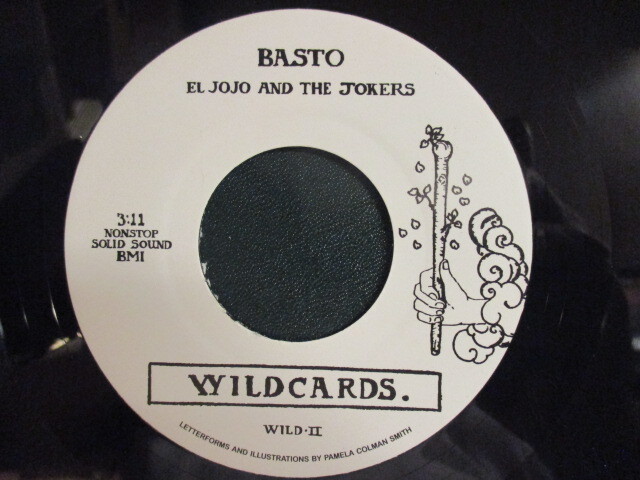 BASTO
EL JOJO AND THE JOKERS
3:11
NONSTOP
SOLID SOUND
BMI
WILDCARDS.
WILD·II
LETTERFORMS AND ILLUSTRATIONS BY PAMELA COLMAN SMITH